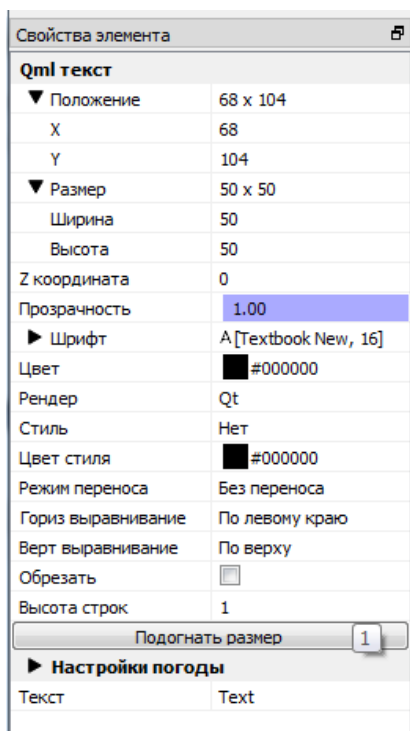 Свойства элемента
Qml текст
Положение 68 x 104
X 68
Y 104
Размер 50 x 50
Ширина 50
Высота 50
Z координата 0
Прозрачность 1.00
Шрифт A [Textbook New, 16]
Цвет #000000
Рендер Qt
Стиль Нет
Цвет стиля #000000
Режим переноса Без переноса
Гориз выравнивание По левому краю
Верт выравнивание По верху
Обрезать
Высота строк 1
Подогнать размер 1
Настройки погоды
Текст Text